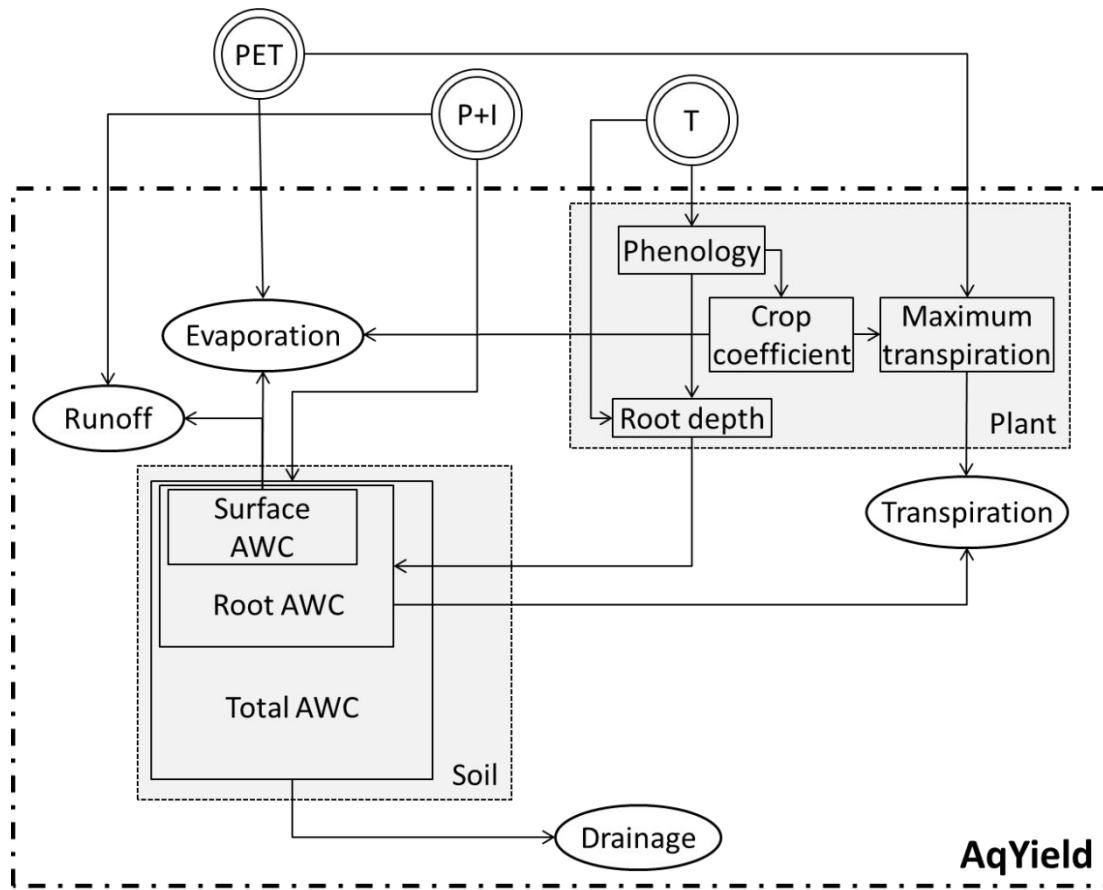 PET
P+I
T
Phenology
Crop
coefficient
Maximum
transpiration
Evaporation
Runoff
Root depth
Plant
Surface
AWC
Transpiration
Root AWC
Total AWC
Soil
Drainage
AqYield